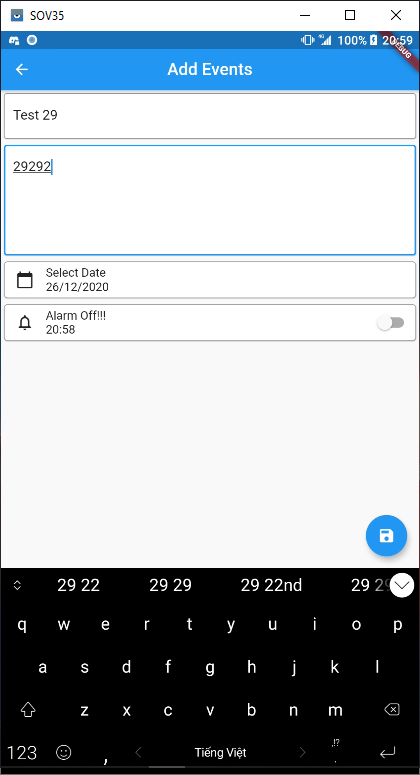 SOV35
100% 20:59
DEBUG
Add Events
Test 29
29292
Select Date
26/12/2020
Alarm Off!!!
20:58
29 22 29 29 29 22nd 29 29
q w e r t y u i o p
a s d f g h j k l
z x c v b n m
123 , Tiếng Việt ,!? .